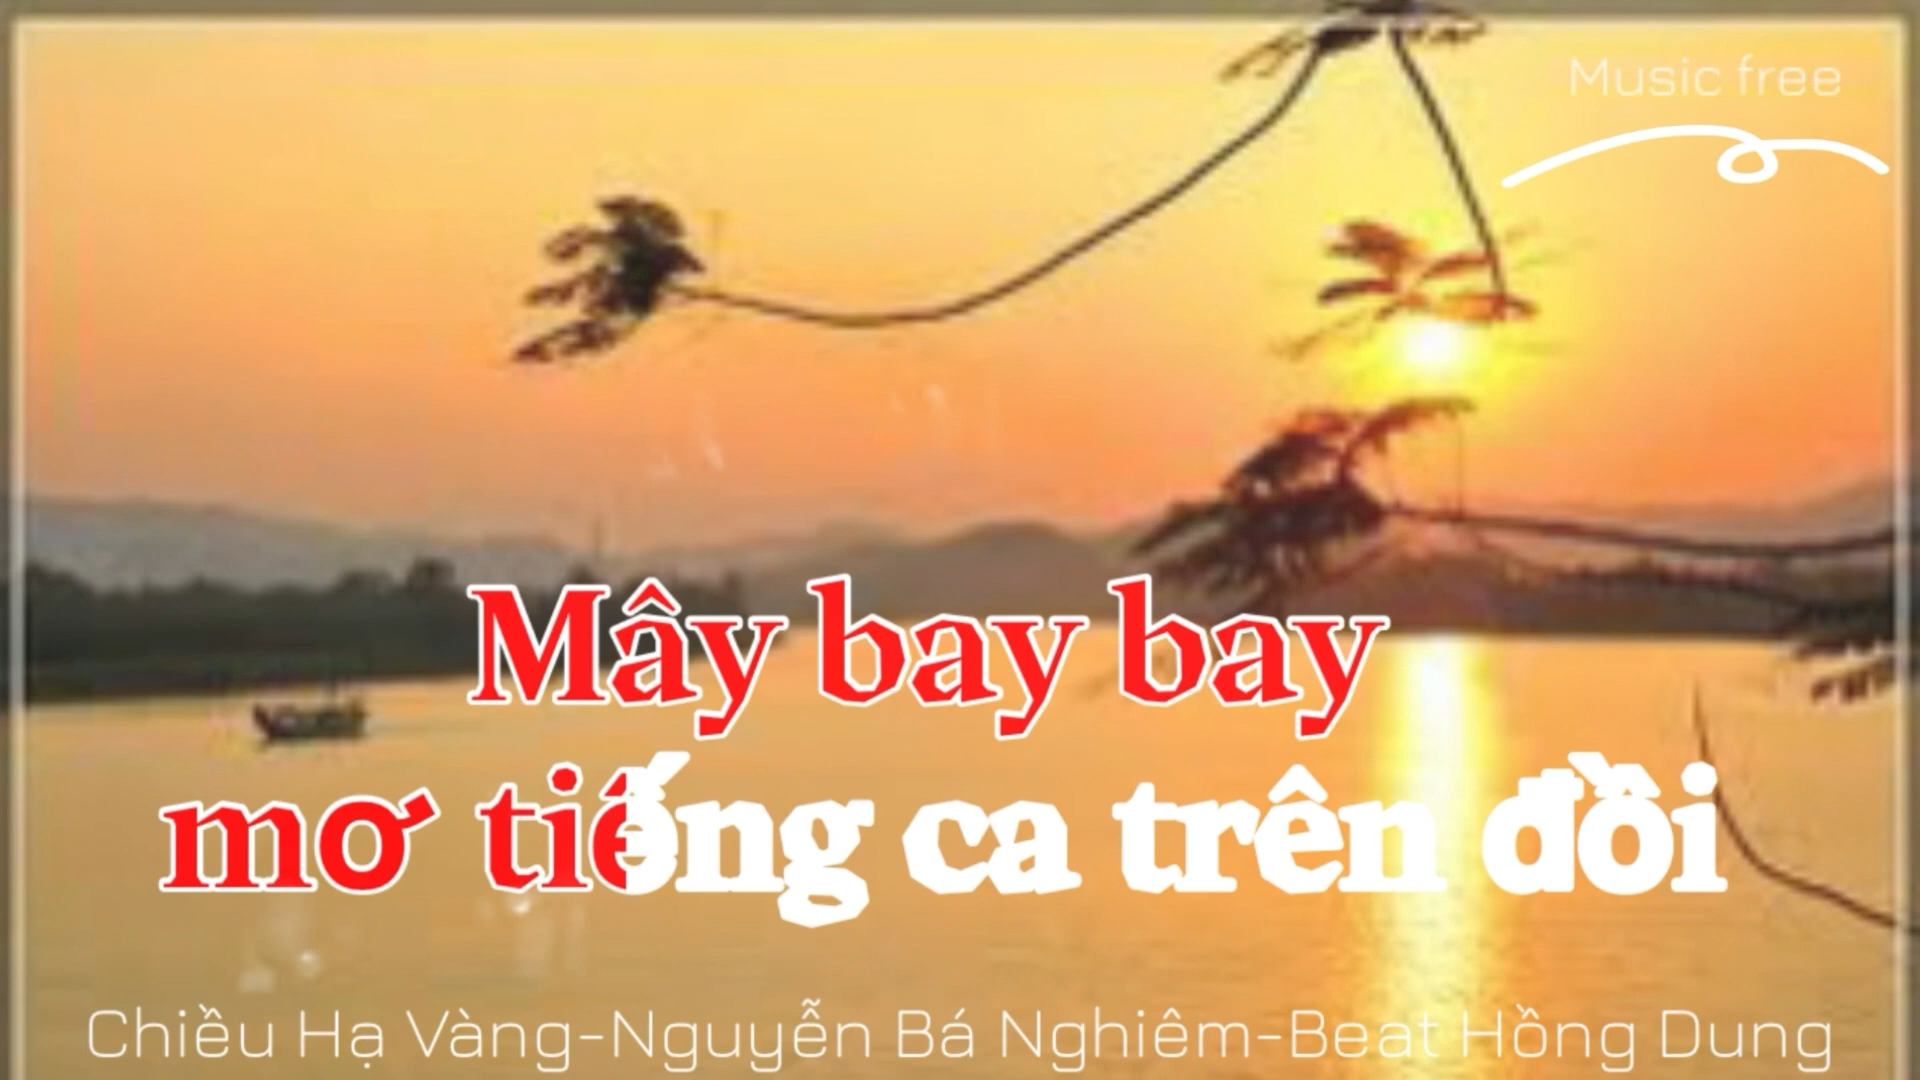 Music free
Mây bay bay
mơ tiếng ca trên đồi
Chiều Hạ Vàng-Nguyễn Bá Nghiêm-Beat Hồng Dung